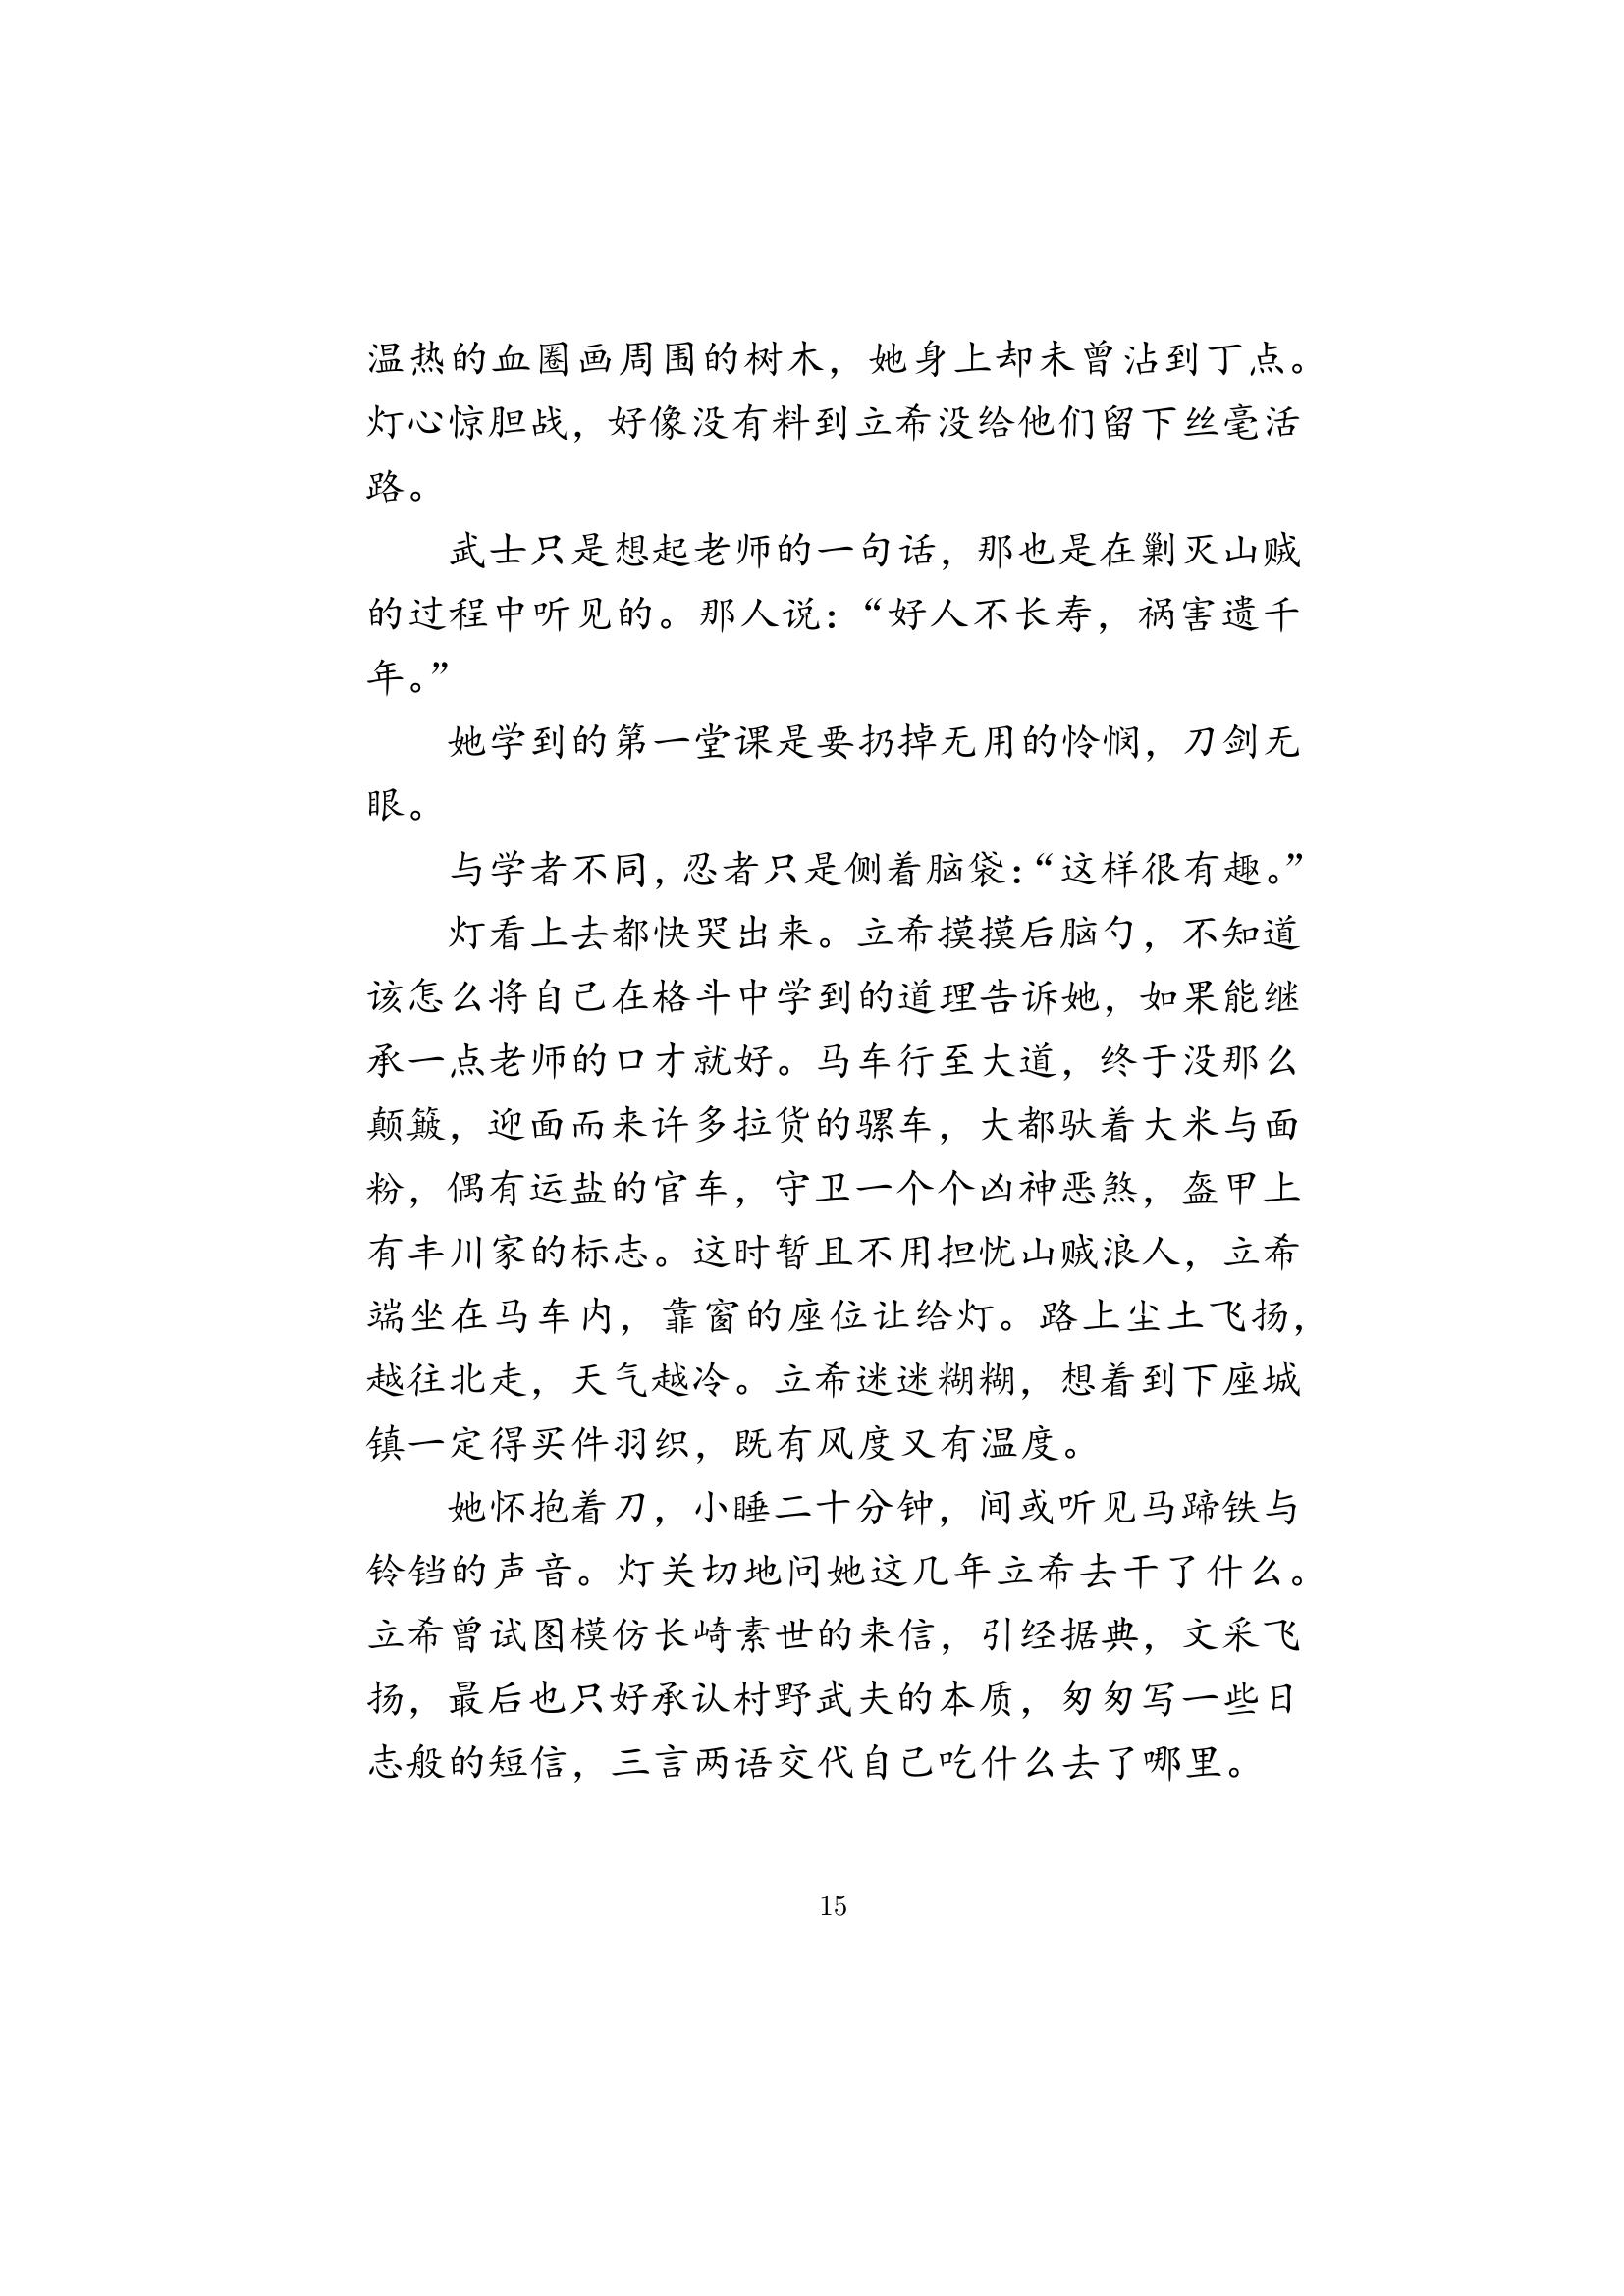 温热的血圈画周围的树木，她身上却未曾沾到丁点。
灯心惊胆战，好像没有料到立希没给他们留下丝毫活
路。
武士只是想起老师的一句话，那也是在剿灭山贼
的过程中听见的。那人说：“好人不长寿，祸害遗千
年。”
她学到的第一堂课是要扔掉无用的怜悯，刀剑无
眼。
与学者不同，忍者只是侧着脑袋：“这样很有趣。”
灯看上去都快哭出来。立希摸摸后脑勺，不知道
该怎么将自己在格斗中学到的道理告诉她，如果能继
承一点老师的口才就好。马车行至大道，终于没那么
颠簸，迎面而来许多拉货的骡车，大都驮着大米与面
粉，偶有运盐的官车，守卫一个个凶神恶煞，盔甲上
有丰川家的标志。这时暂且不用担忧山贼浪人，立希
端坐在马车内，靠窗的座位让给灯。路上尘土飞扬，
越往北走，天气越冷。立希迷迷糊糊，想着到下座城
镇一定得买件羽织，既有风度又有温度。
她怀抱着刀，小睡二十分钟，间或听见马蹄铁与
铃铛的声音。灯关切地问她这几年立希去干了什么。
立希曾试图模仿长崎素世的来信，引经据典，文采飞
扬，最后也只好承认村野武夫的本质，匆匆写一些日
志般的短信，三言两语交代自己吃什么去了哪里。
15